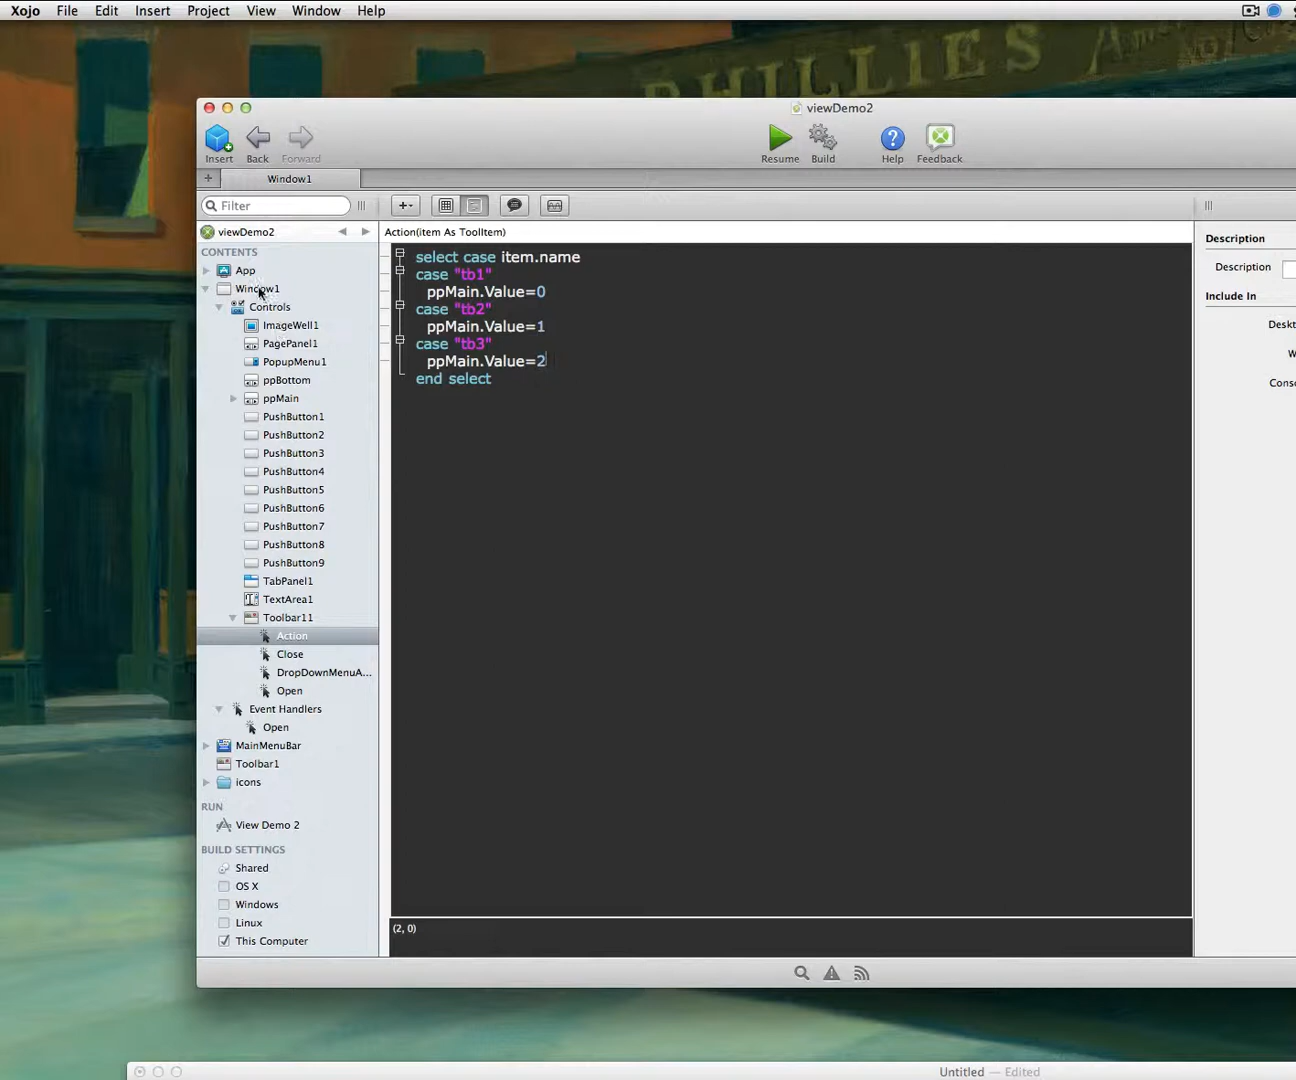 Xojo File Edit Insert Project View Window Help
PHILLIES
viewDemo2
Insert Back Forward Resume Build Help Feedback
+ Window1
Filter
viewDemo2
Action(item As ToolItem)
CONTENTS
App
Window1
Controls
ImageWell1
PagePanel1
PopupMenu1
ppBottom
ppMain
PushButton1
PushButton2
PushButton3
PushButton4
PushButton5
PushButton6
PushButton7
PushButton8
PushButton9
TabPanel1
TextArea1
Toolbar11
Action
Close
DropDownMenuA...
Open
Event Handlers
Open
MainMenuBar
Toolbar1
icons
RUN
View Demo 2
BUILD SETTINGS
Shared
OS X
Windows
Linux
This Computer
select case item.name
case "tb1"
ppMain.Value=0
case "tb2"
ppMain.Value=1
case "tb3"
ppMain.Value=2
end select
(2, 0)
Description
Description
Include In
Deskt
W
Conso
Untitled — Edited